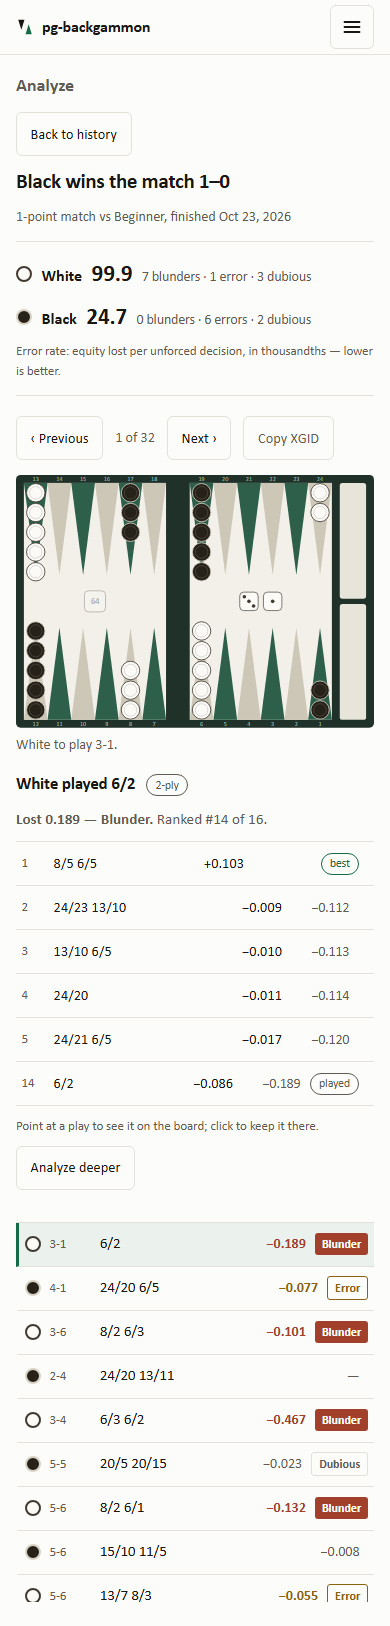 pg-backgammon
Analyze
Back to history
Black wins the match 1–0
1-point match vs Beginner, finished Oct 23, 2026
White 99.9 7 blunders · 1 error · 3 dubious
Black 24.7 0 blunders · 6 errors · 2 dubious
Error rate: equity lost per unforced decision, in thousandths — lower
is better.
‹ Previous 1 of 32 Next › Copy XGID
13 14 15 16 17 18 19 20 21 22 23 24
64
12 11 10 9 8 7 6 5 4 3 2 1
White to play 3-1.
White played 6/2 2-ply
Lost 0.189 — Blunder. Ranked #14 of 16.
1 8/5 6/5 +0.103 best
2 24/23 13/10 −0.009 −0.112
3 13/10 6/5 −0.010 −0.113
4 24/20 −0.011 −0.114
5 24/21 6/5 −0.017 −0.120
14 6/2 −0.086 −0.189 played
Point at a play to see it on the board; click to keep it there.
Analyze deeper
3-1 6/2 −0.189 Blunder
4-1 24/20 6/5 −0.077 Error
3-6 8/2 6/3 −0.101 Blunder
2-4 24/20 13/11 —
3-4 6/3 6/2 −0.467 Blunder
5-5 20/5 20/15 −0.023 Dubious
5-6 8/2 6/1 −0.132 Blunder
5-6 15/10 11/5 −0.008
5-6 13/7 8/3 −0.055 Error